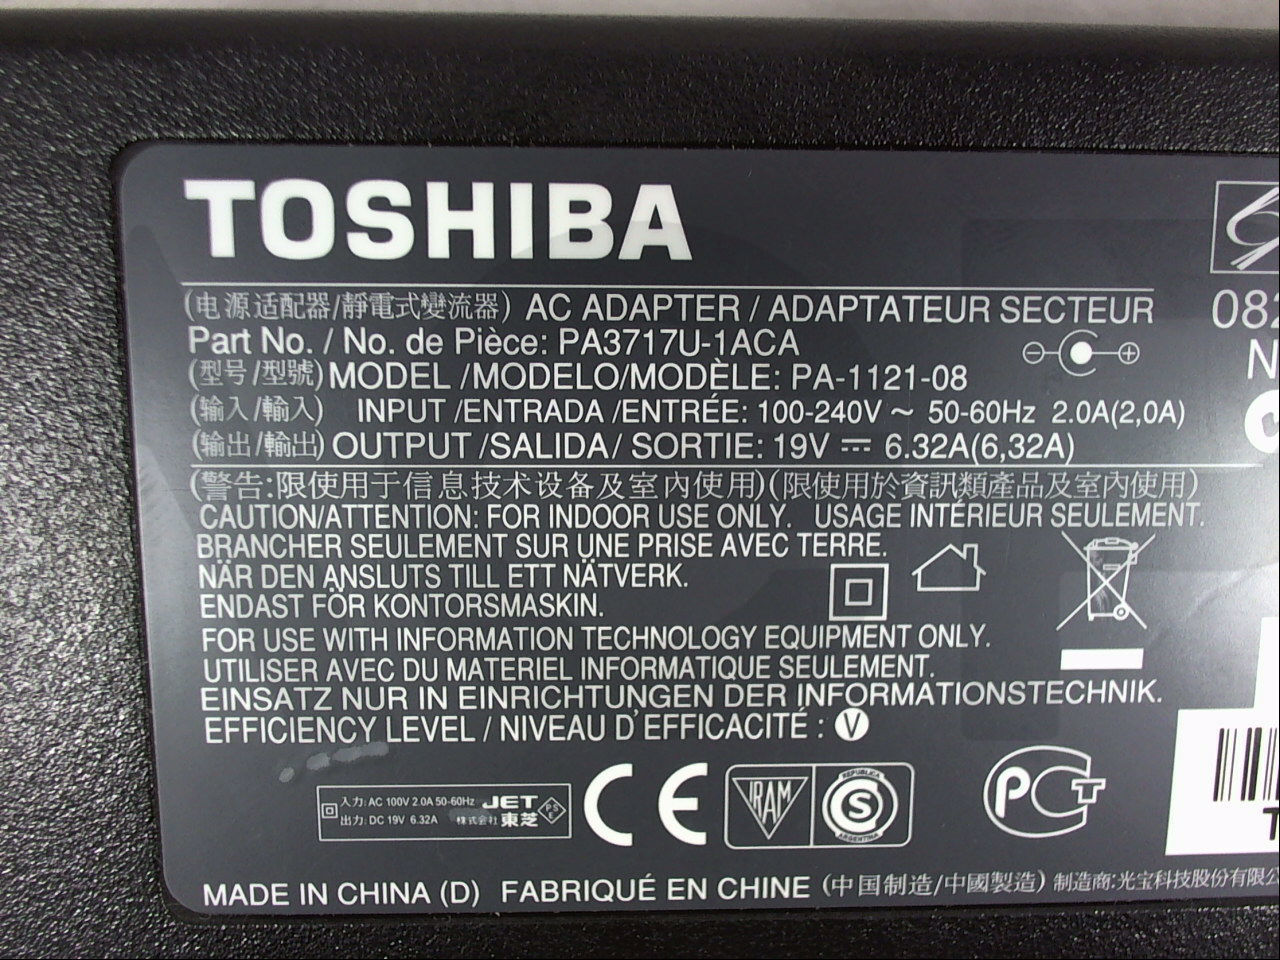 TOSHIBA
(电源适配器/靜電式變流器) AC ADAPTER / ADAPTATEUR SECTEUR
Part No. / No. de Pièce: PA3717U-1ACA
(型号/型號) MODEL /MODELO/MODÈLE: PA-1121-08
(输入/輸入) INPUT /ENTRADA /ENTRÉE: 100-240V ~ 50-60Hz 2.0A(2,0A)
(输出/輸出) OUTPUT /SALIDA/ SORTIE: 19V ⎓ 6.32A(6,32A)
(警告:限使用于信息技术设备及室內使用)(限使用於資訊類產品及室內使用)
CAUTION/ATTENTION: FOR INDOOR USE ONLY. USAGE INTÉRIEUR SEULEMENT.
BRANCHER SEULEMENT SUR UNE PRISE AVEC TERRE.
NÄR DEN ANSLUTS TILL ETT NÄTVERK.
ENDAST FÖR KONTORSMASKIN.
FOR USE WITH INFORMATION TECHNOLOGY EQUIPMENT ONLY.
UTILISER AVEC DU MATERIEL INFORMATIQUE SEULEMENT.
EINSATZ NUR IN EINRICHTUNGEN DER INFORMATIONSTECHNIK.
EFFICIENCY LEVEL / NIVEAU D'EFFICACITÉ : V
入力: AC 100V 2.0A 50-60Hz JET PSE
出力: DC 19V 6.32A 株式会社 東芝
CE
IRAM
REPUBLICA
S
ARGENTINA
PCT
MADE IN CHINA (D) FABRIQUÉ EN CHINE (中国制造/中國製造) 制造商:光宝科技股份有限公
082
N
T